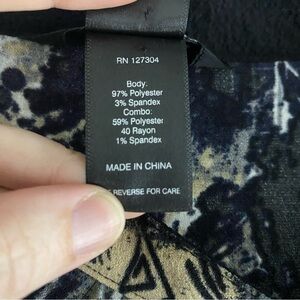 RN 127304
Body:
97% Polyester
3% Spandex
Combo:
59% Polyester
40 Rayon
1% Spandex
MADE IN CHINA
REVERSE FOR CARE